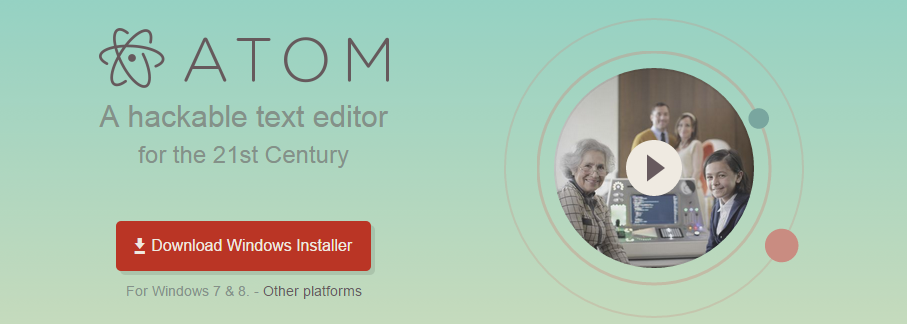 ATOM
A hackable text editor
for the 21st Century
Download Windows Installer
For Windows 7 & 8. - Other platforms